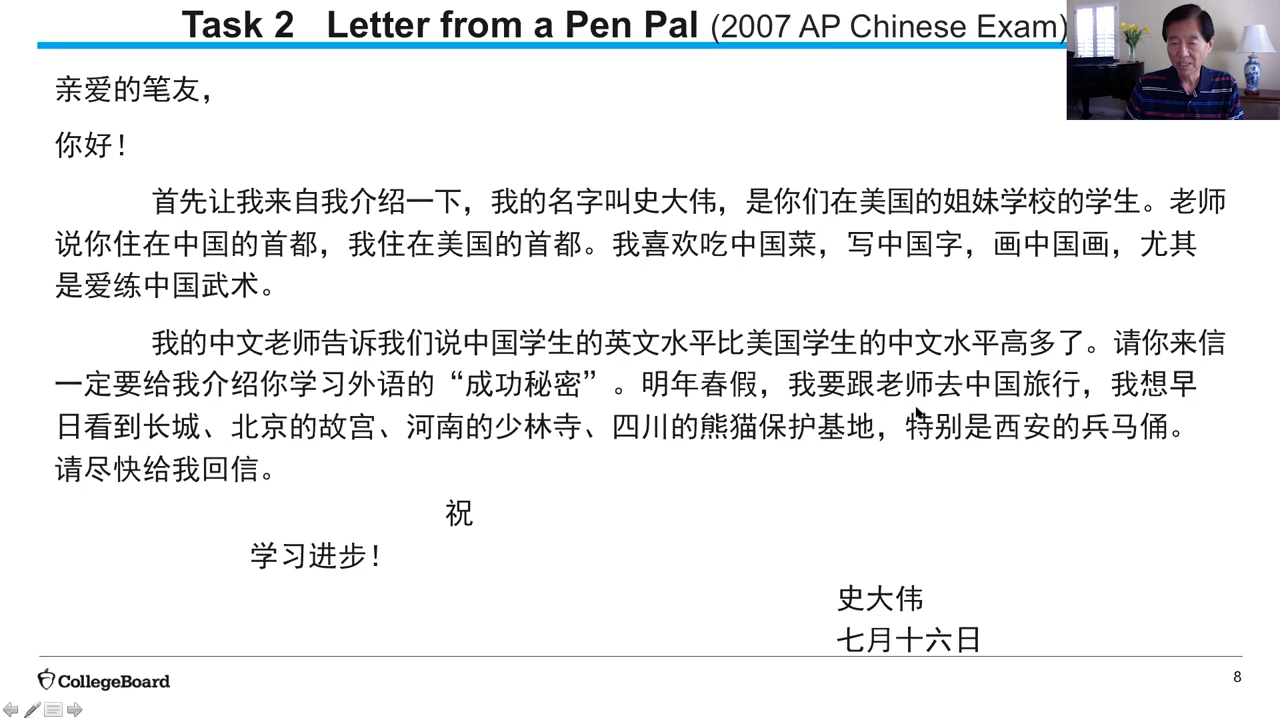 Task 2 Letter from a Pen Pal (2007 AP Chinese Exam)
亲爱的笔友，
你好！
首先让我来自我介绍一下，我的名字叫史大伟，是你们在美国的姐妹学校的学生。老师
说你住在中国的首都，我住在美国的首都。我喜欢吃中国菜，写中国字，画中国画，尤其
是爱练中国武术。
我的中文老师告诉我们说中国学生的英文水平比美国学生的中文水平高多了。请你来信
一定要给我介绍你学习外语的“成功秘密”。明年春假，我要跟老师去中国旅行，我想早
日看到长城、北京的故宫、河南的少林寺、四川的熊猫保护基地，特别是西安的兵马俑。
请尽快给我回信。
祝
学习进步！
史大伟
七月十六日
CollegeBoard
8